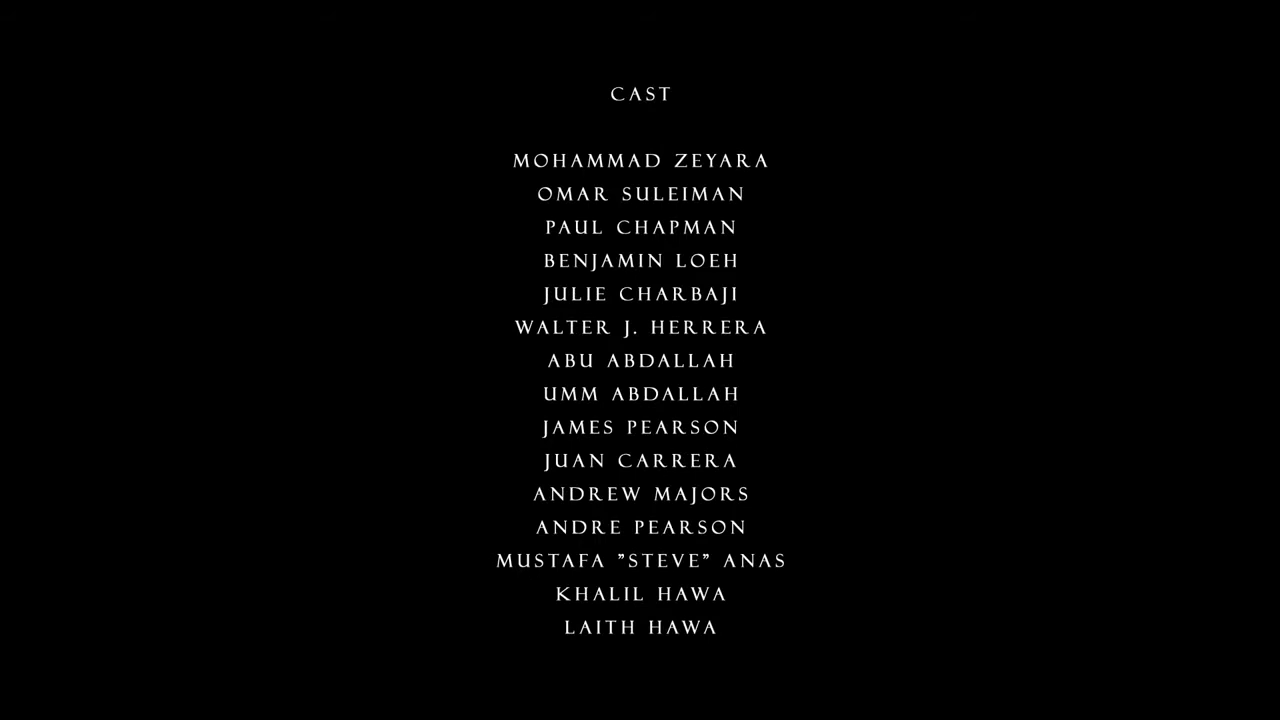 CAST
MOHAMMAD ZEYARA
OMAR SULEIMAN
PAUL CHAPMAN
BENJAMIN LOEH
JULIE CHARBAJI
WALTER J. HERRERA
ABU ABDALLAH
UMM ABDALLAH
JAMES PEARSON
JUAN CARRERA
ANDREW MAJORS
ANDRE PEARSON
MUSTAFA ”STEVE” ANAS
KHALIL HAWA
LAITH HAWA